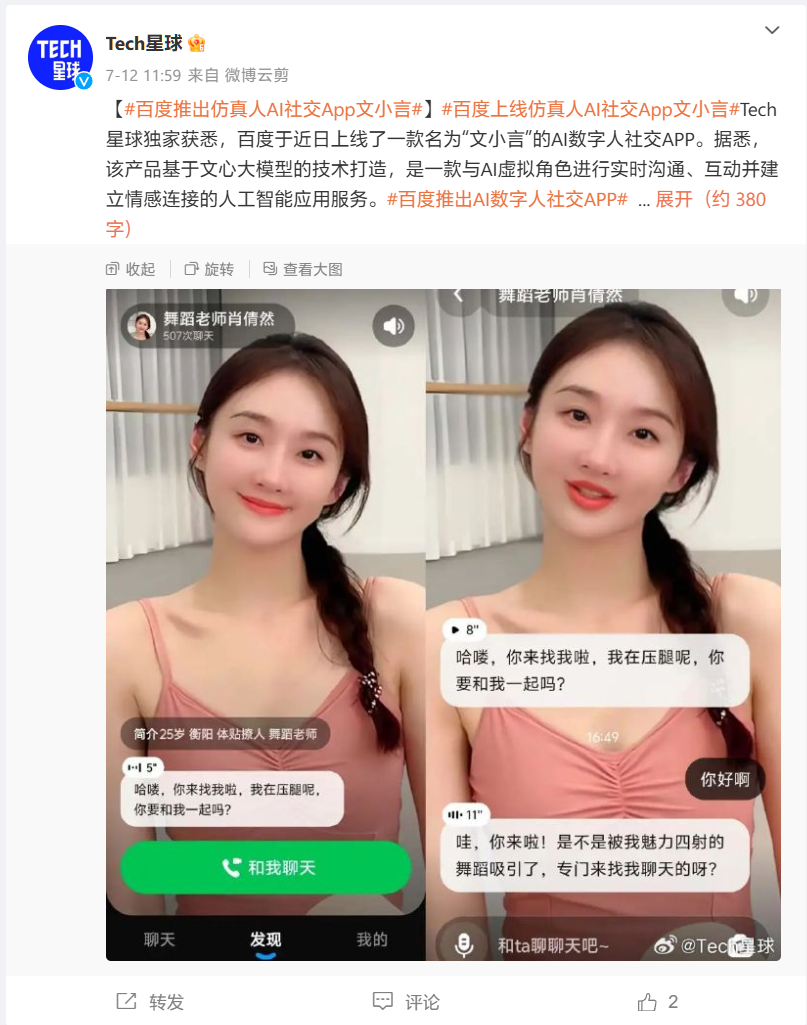 TECH
星球
Tech星球
7-12 11:59 来自 微博云剪
【#百度推出仿真人AI社交App文小言#】#百度上线仿真人AI社交App文小言#Tech
星球独家获悉，百度于近日上线了一款名为“文小言”的AI数字人社交APP。据悉，
该产品基于文心大模型的技术打造，是一款与AI虚拟角色进行实时沟通、互动并建
立情感连接的人工智能应用服务。#百度推出AI数字人社交APP# ... 展开（约 380
字）
收起 旋转 查看大图
舞蹈老师肖倩然
507次聊天
简介25岁 衡阳 体贴撩人 舞蹈老师
5"
哈喽，你来找我啦，我在压腿呢，
你要和我一起吗？
和我聊天
聊天 发现 我的
舞蹈老师肖倩然
8"
哈喽，你来找我啦，我在压腿呢，你
要和我一起吗？
16:49
你好啊
11"
哇，你来啦！是不是被我魅力四射的
舞蹈吸引了，专门来找我聊天的呀？
和ta聊聊天吧~
@Tech星球
转发 评论 2